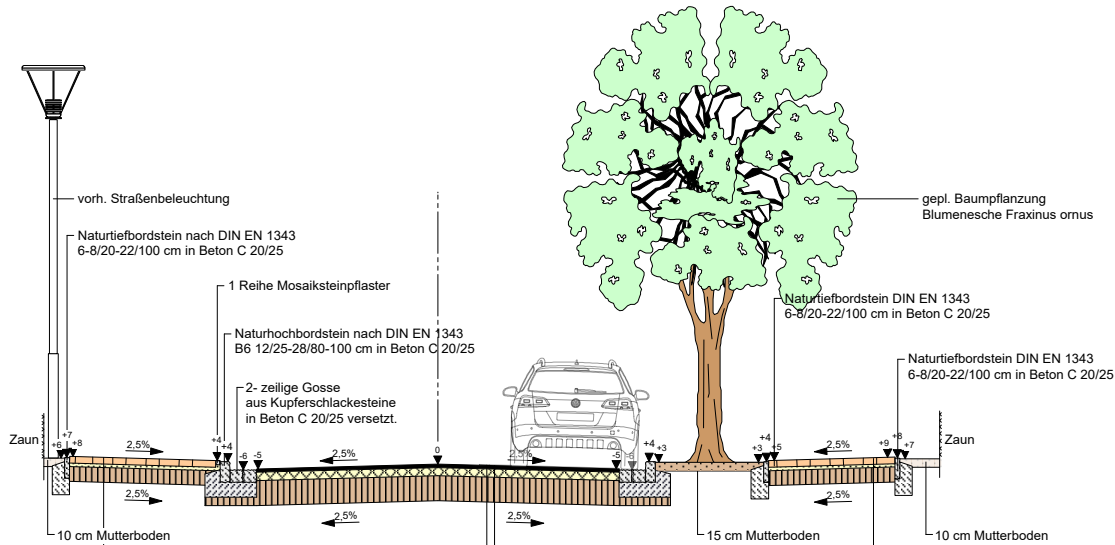 vorh. Straßenbeleuchtung
gepl. Baumpflanzung
Blumenesche Fraxinus ornus
Naturtiefbordstein nach DIN EN 1343
6-8/20-22/100 cm in Beton C 20/25
1 Reihe Mosaiksteinpflaster
Naturtiefbordstein DIN EN 1343
6-8/20-22/100 cm in Beton C 20/25
Naturhochbordstein nach DIN EN 1343
B6 12/25-28/80-100 cm in Beton C 20/25
Naturtiefbordstein DIN EN 1343
6-8/20-22/100 cm in Beton C 20/25
2- zeilige Gosse
aus Kupferschlackesteine
in Beton C 20/25 versetzt.
Zaun
+6
+7
+8
2,5%
+4
+4
-6
-5
2,5%
0
2,5%
-5
-6
+4
+3
+3
+4
+5
2,5%
+9
+8
+7
Zaun
2,5%
2,5%
2,5%
2,5%
10 cm Mutterboden
15 cm Mutterboden
10 cm Mutterboden